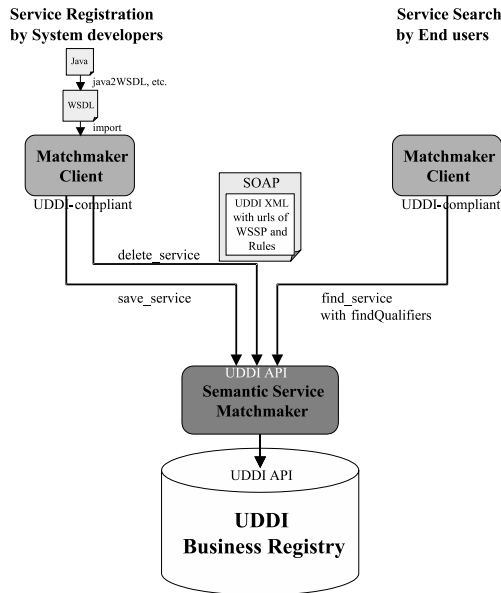 Service Registration
by System developers
Service Search
by End users
Java
java2WSDL, etc.
WSDL
import
Matchmaker
Client
UDDI-compliant
Matchmaker
Client
UDDI-compliant
SOAP
UDDI XML
with urls of
WSSP and
Rules
delete_service
save_service
find_service
with findQualifiers
UDDI API
Semantic Service
Matchmaker
UDDI API
UDDI
Business Registry